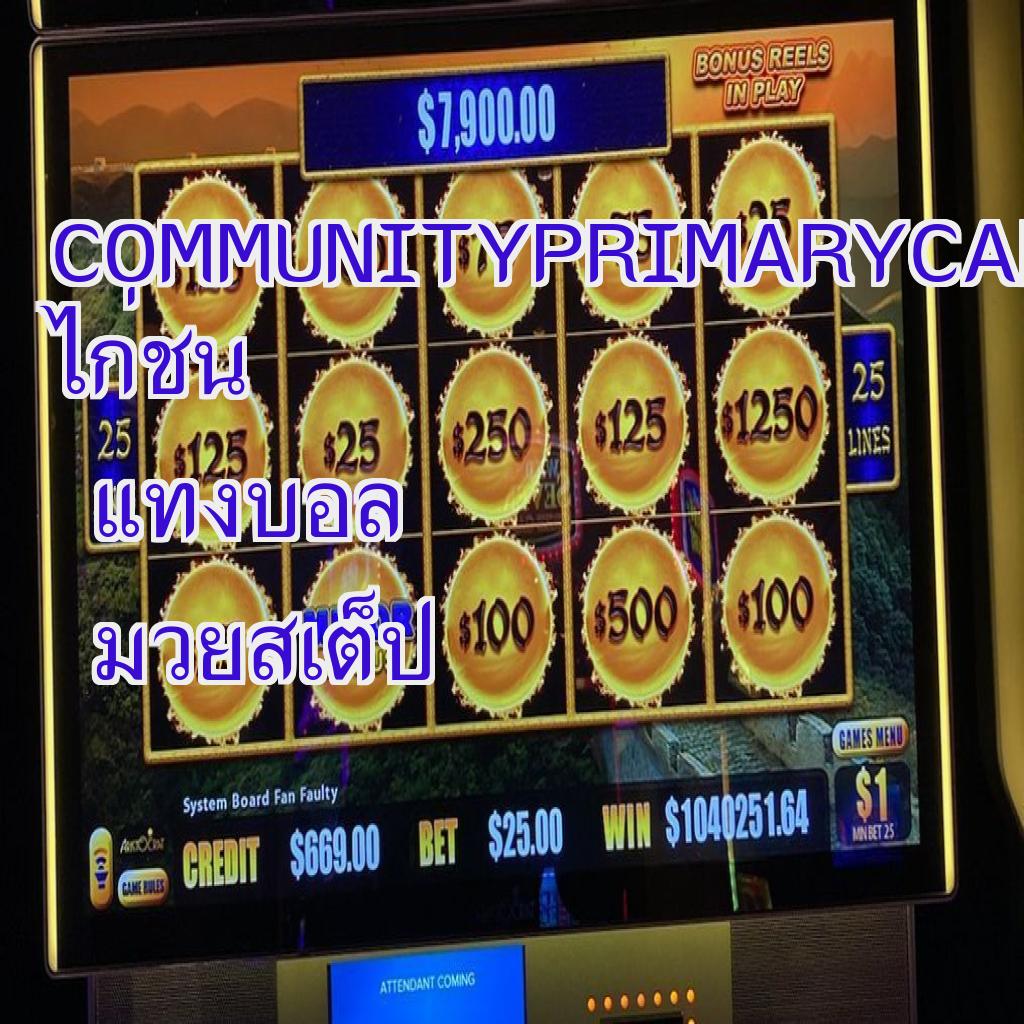 BONUS REELS
IN PLAY
$7,900.00
$25
COMMUNITYPRIMARYCA
ไก่ชน
25
25
LINES
$125
$25
$250
$125
$1250
แทงบอล
$100
$500
$100
มวยสเต็ป
GAMES MENU
System Board Fan Faulty
$1
MIN BET 25
ARISTOCRAT
GAME RULES
CREDIT $669.00 BET $25.00 WIN $1040251.64
ATTENDANT COMING